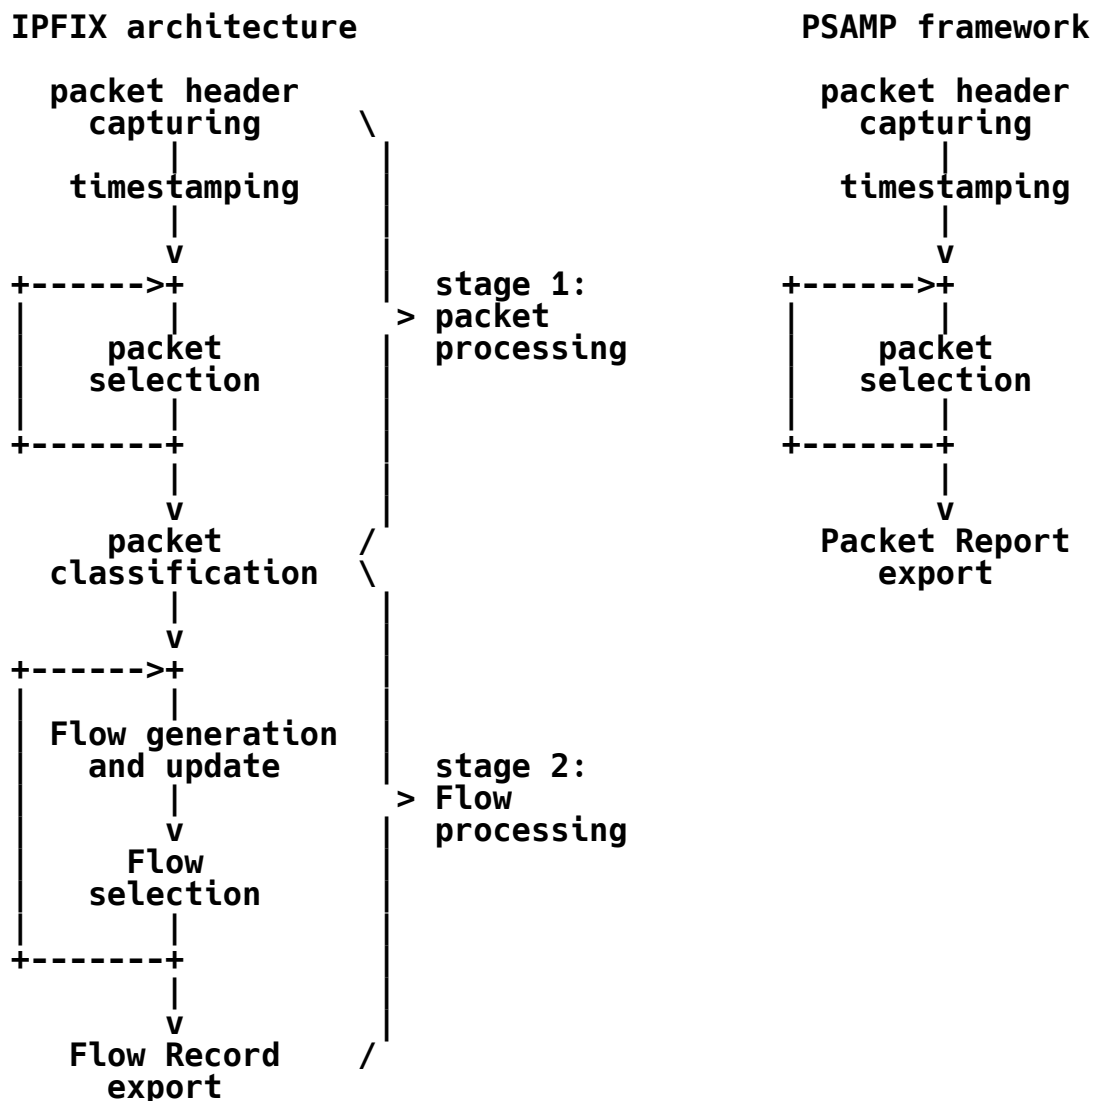 IPFIX architecture PSAMP framework
packet header packet header
capturing \ capturing
| | |
timestamping | timestamping
| | |
v | v
+------>+ | stage 1: +------>+
| | > packet | |
| packet | processing | packet
| selection | | selection
| | | | |
+-------+ | +-------+
| | |
v | v
packet / Packet Report
classification \ export
| |
v |
+------>+ |
| | |
| Flow generation |
| and update | stage 2:
| | > Flow
| v | processing
| Flow |
| selection |
| | |
+-------+ |
| |
v |
Flow Record /
export